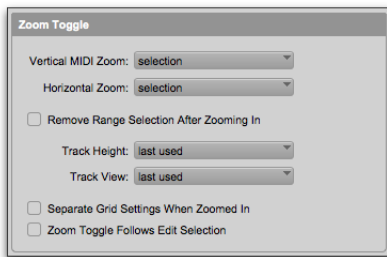 Zoom Toggle
Vertical MIDI Zoom: selection
Horizontal Zoom: selection
Remove Range Selection After Zooming In
Track Height: last used
Track View: last used
Separate Grid Settings When Zoomed In
Zoom Toggle Follows Edit Selection